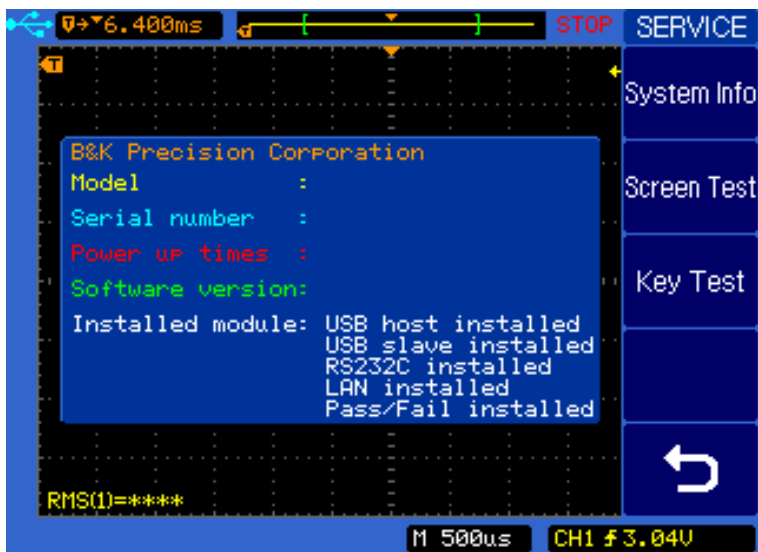 6.400ms
STOP
SERVICE
T
System Info
B&K Precision Corporation
Model :
Serial number :
Power up times :
Software version:
Installed module: USB host installed
USB slave installed
RS232C installed
LAN installed
Pass/Fail installed
Screen Test
Key Test
RMS(1)=****
M 500us
CH1 3.04V